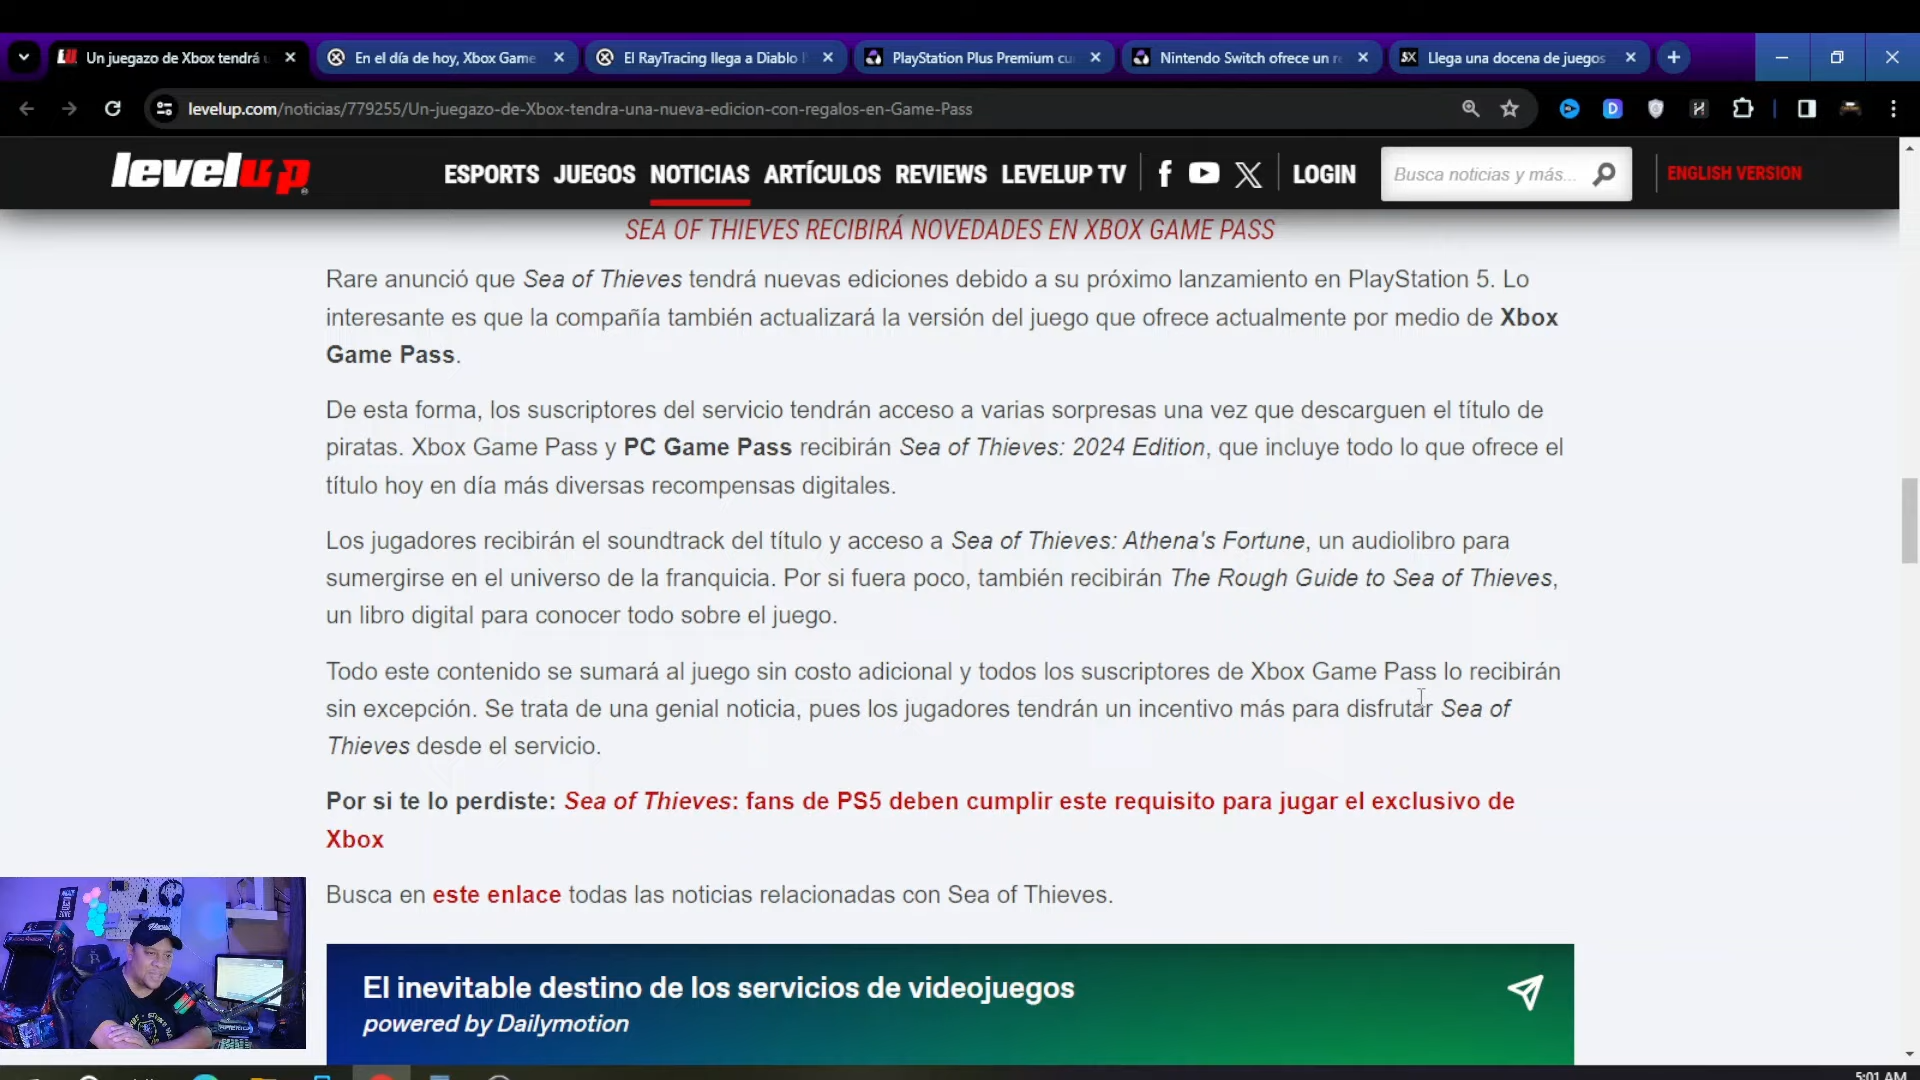 Un juegazo de Xbox tendrá
En el día de hoy, Xbox Game
El RayTracing llega a Diablo
PlayStation Plus Premium cu
Nintendo Switch ofrece un r
Llega una docena de juegos
levelup.com/noticias/779255/Un-juegazo-de-Xbox-tendra-una-nueva-edicion-con-regalos-en-Game-Pass
levelup
ESPORTS JUEGOS NOTICIAS ARTÍCULOS REVIEWS LEVELUP TV LOGIN
Busca noticias y más...
ENGLISH VERSION
SEA OF THIEVES RECIBIRÁ NOVEDADES EN XBOX GAME PASS
Rare anunció que Sea of Thieves tendrá nuevas ediciones debido a su próximo lanzamiento en PlayStation 5. Lo
interesante es que la compañía también actualizará la versión del juego que ofrece actualmente por medio de Xbox
Game Pass.
De esta forma, los suscriptores del servicio tendrán acceso a varias sorpresas una vez que descarguen el título de
piratas. Xbox Game Pass y PC Game Pass recibirán Sea of Thieves: 2024 Edition, que incluye todo lo que ofrece el
título hoy en día más diversas recompensas digitales.
Los jugadores recibirán el soundtrack del título y acceso a Sea of Thieves: Athena's Fortune, un audiolibro para
sumergirse en el universo de la franquicia. Por si fuera poco, también recibirán The Rough Guide to Sea of Thieves,
un libro digital para conocer todo sobre el juego.
Todo este contenido se sumará al juego sin costo adicional y todos los suscriptores de Xbox Game Pass lo recibirán
sin excepción. Se trata de una genial noticia, pues los jugadores tendrán un incentivo más para disfrutar Sea of
Thieves desde el servicio.
Por si te lo perdiste: Sea of Thieves: fans de PS5 deben cumplir este requisito para jugar el exclusivo de
Xbox
Busca en este enlace todas las noticias relacionadas con Sea of Thieves.
El inevitable destino de los servicios de videojuegos
powered by Dailymotion
5:01 AM